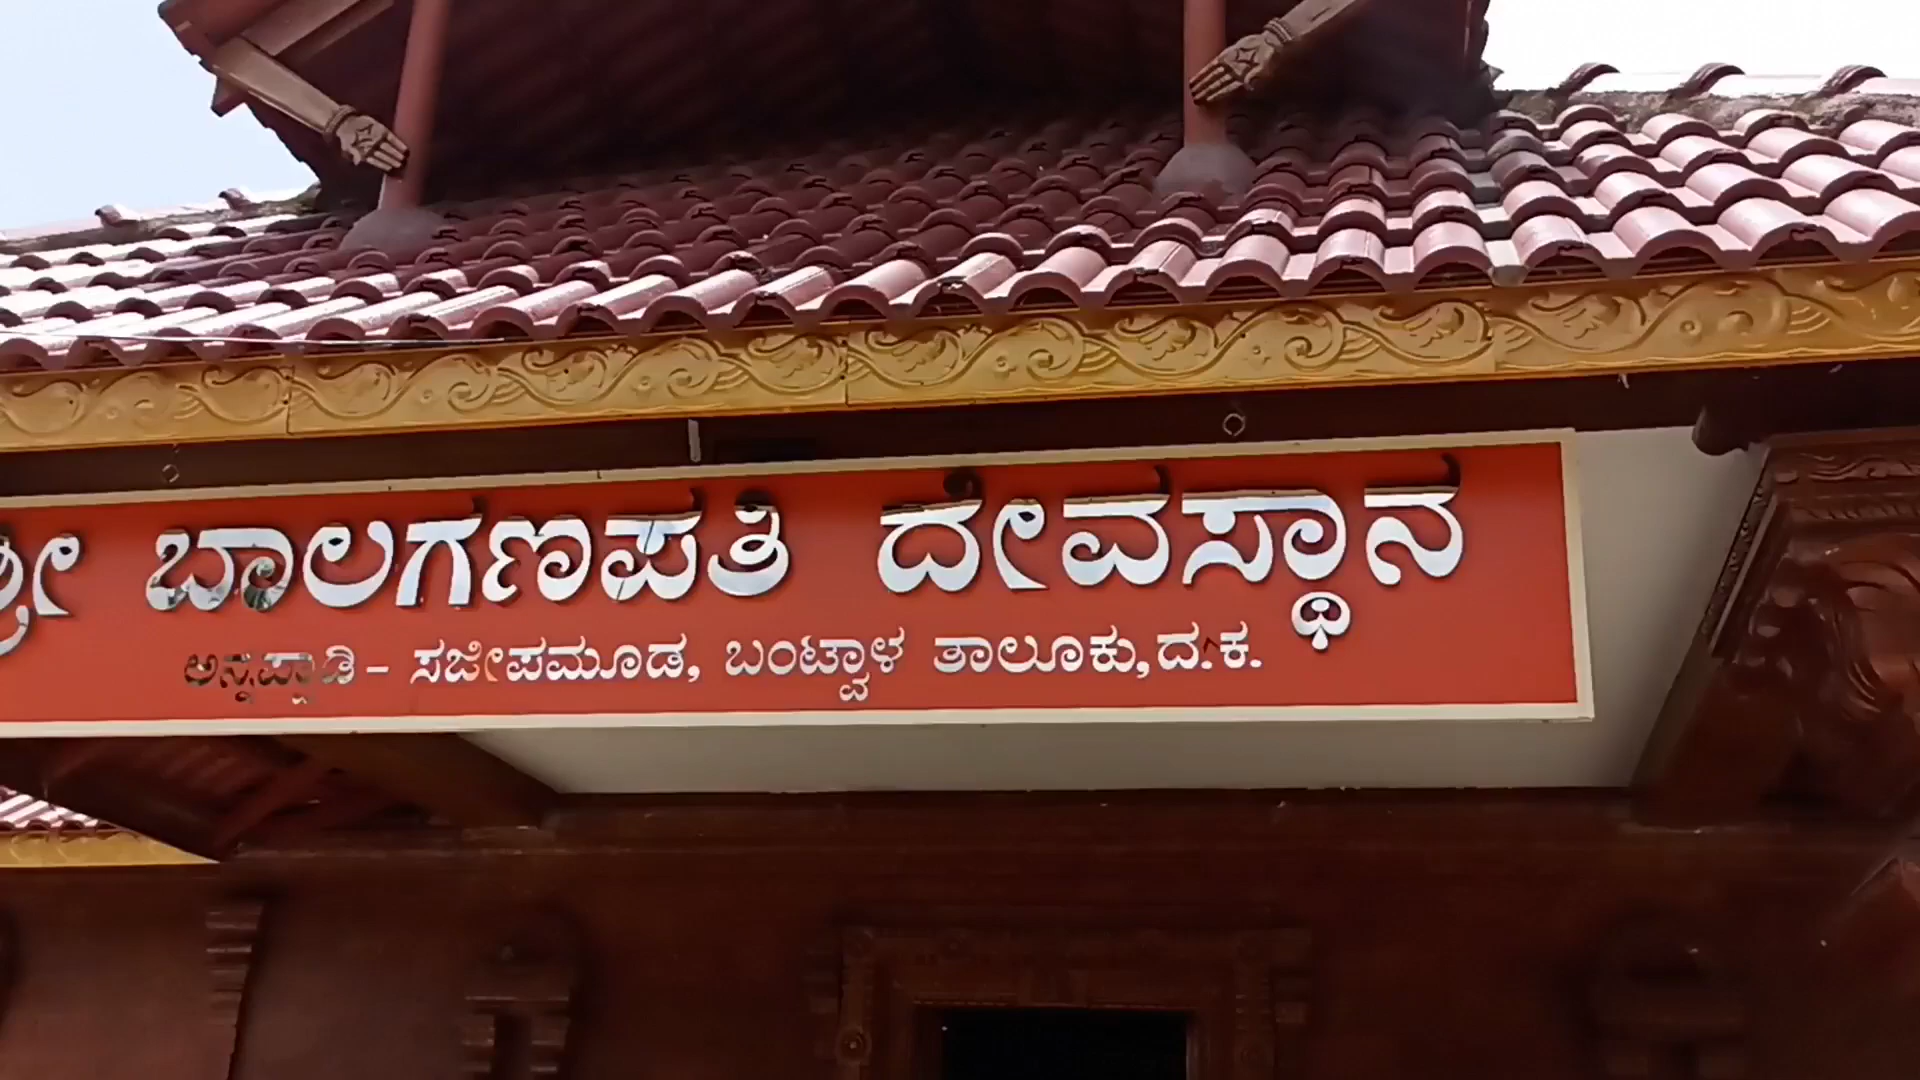 ಶ್ರೀ ಬಾಲಗಣಪತಿ ದೇವಸ್ಥಾನ
ಅನ್ನಪ್ಪಾಡಿ - ಸಜೀಪಮೂಡ, ಬಂಟ್ವಾಳ ತಾಲೂಕು, ದ.ಕ.